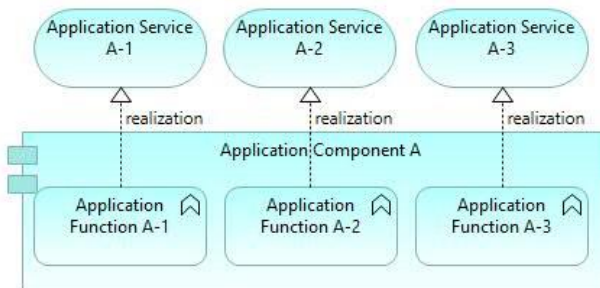 Application Service
A-1
Application Service
A-2
Application Service
A-3
realization
realization
realization
Application Component A
Application
Function A-1
Application
Function A-2
Application
Function A-3